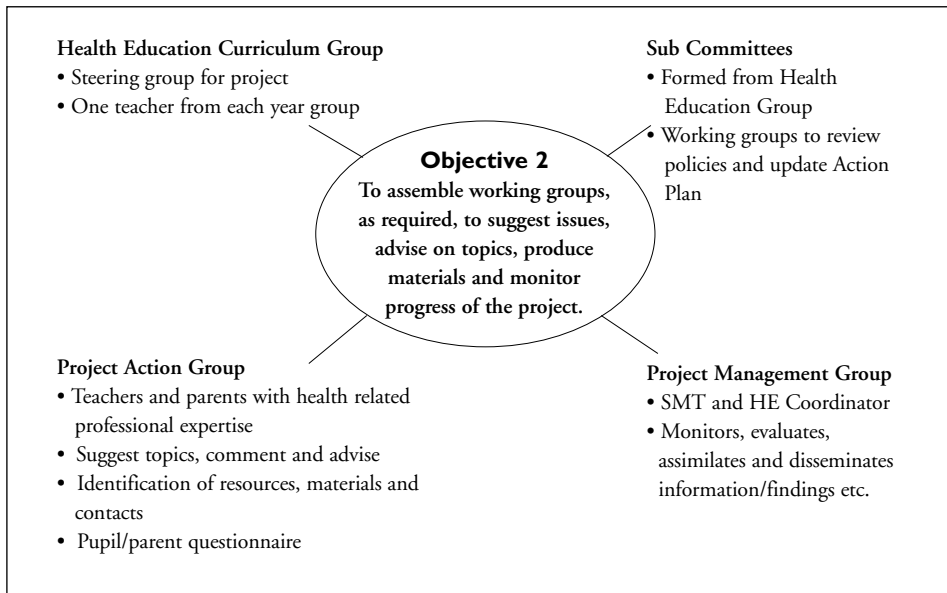 Health Education Curriculum Group
• Steering group for project
• One teacher from each year group
Sub Committees
• Formed from Health
Education Group
• Working groups to review
policies and update Action
Plan
Objective 2
To assemble working groups,
as required, to suggest issues,
advise on topics, produce
materials and monitor
progress of the project.
Project Action Group
• Teachers and parents with health related
professional expertise
• Suggest topics, comment and advise
• Identification of resources, materials and
contacts
• Pupil/parent questionnaire
Project Management Group
• SMT and HE Coordinator
• Monitors, evaluates,
assimilates and disseminates
information/findings etc.